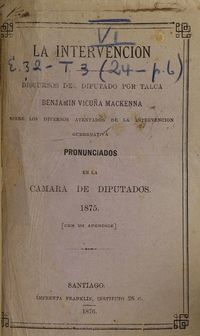 VI
LA INTERVENCION
E.32-T.3(24-p.6)
DISCURSOS DEL DIPUTADO POR TALCA
BENJAMIN VICUÑA MACKENNA
SOBRE LOS DIVERSOS ATENTADOS DE LA INTERVENCION
GUBERNATIVA
PRONUNCIADOS
EN LA
CAMARA DE DIPUTADOS.
1875.
[CON UN APENDICE]
SANTIAGO:
IMPRENTA FRANKLIN, INSTITUTO 26 C.
1876.